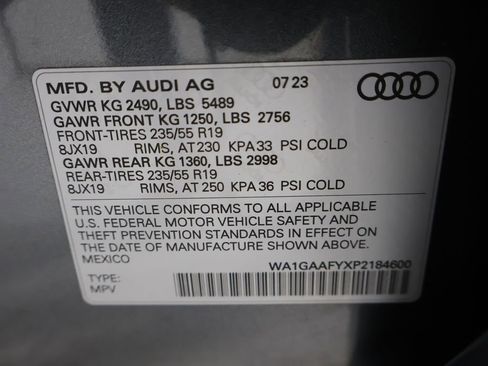 MFD. BY AUDI AG 07 23
GVWR KG 2490, LBS 5489
GAWR FRONT KG 1250, LBS 2756
FRONT-TIRES 235/55 R19
8JX19 RIMS, AT 230 KPA 33 PSI COLD
GAWR REAR KG 1360, LBS 2998
REAR-TIRES 235/55 R19
8JX19 RIMS, AT 250 KPA 36 PSI COLD
THIS VEHICLE CONFORMS TO ALL APPLICABLE
U.S. FEDERAL MOTOR VEHICLE SAFETY AND
THEFT PREVENTION STANDARDS IN EFFECT ON THE
DATE OF MANUFACTURE SHOWN ABOVE.
MEXICO
WA1GAAFYXP2184600
TYPE:
MPV